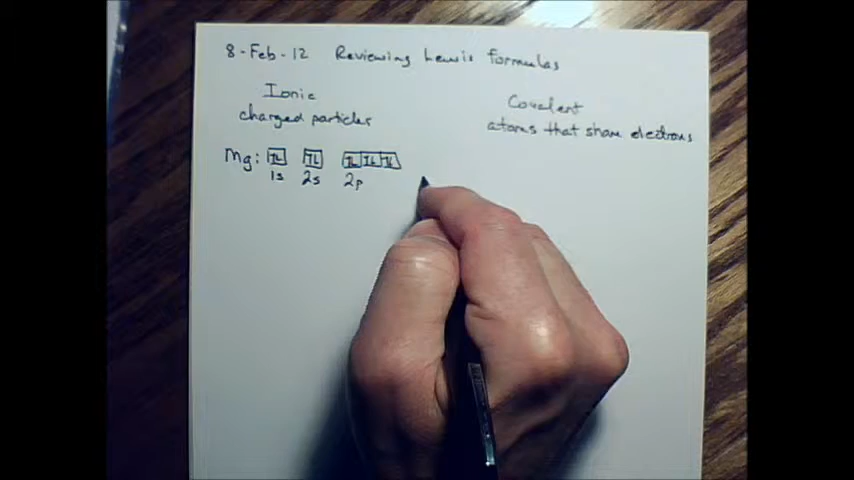 8-Feb-12 Reviewing Lewis formulas
Ionic
charged particles
Covalent
atoms that share electrons
Mg: ↑↓ ↑↓ ↑↓ ↑↓ ↑↓
1s 2s 2p